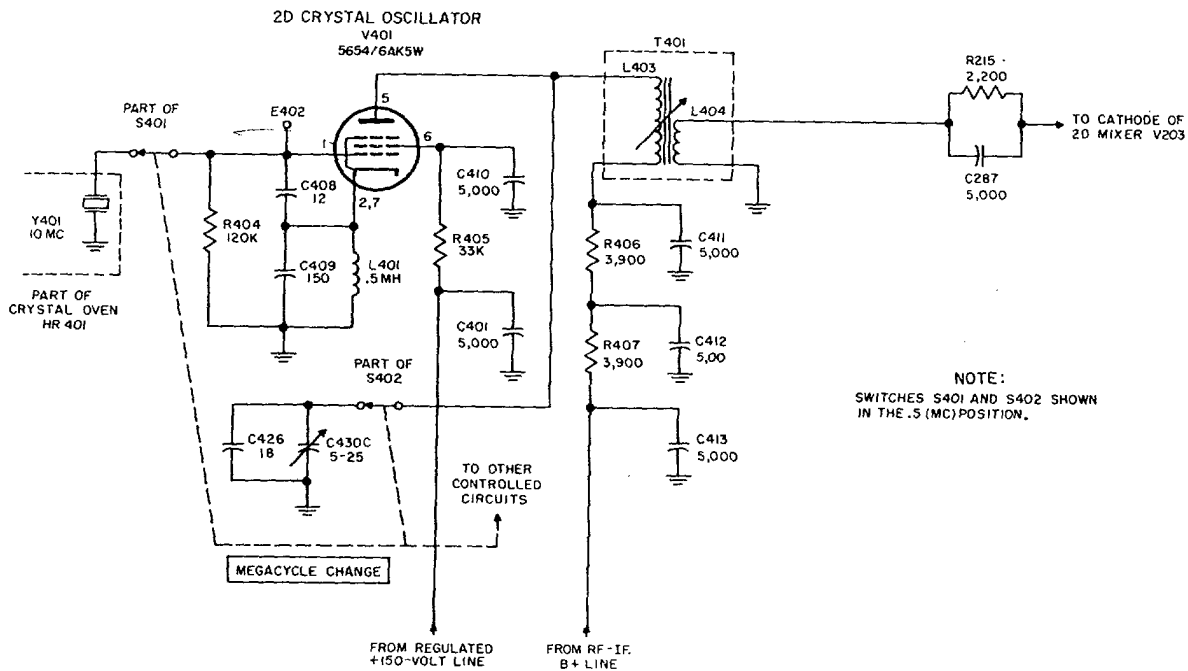 2D CRYSTAL OSCILLATOR
V401
5654/6AK5W
T401
L403
L404
R215
2,200
TO CATHODE OF
2D MIXER V203
C287
5,000
PART OF
S401
E402
5
1
6
2,7
C410
5,000
C408
12
Y401
10 MC
R404
120K
C409
150
L401
.5MH
R405
33K
R406
3,900
C411
5,000
PART OF
CRYSTAL OVEN
HR 401
C401
5,000
R407
3,900
C412
5,00
PART OF
S402
NOTE:
SWITCHES S401 AND S402 SHOWN
IN THE .5 (MC) POSITION.
C426
18
C430C
5-25
C413
5,000
TO OTHER
CONTROLLED
CIRCUITS
MEGACYCLE CHANGE
FROM REGULATED
+150-VOLT LINE
FROM RF-IF.
B+ LINE